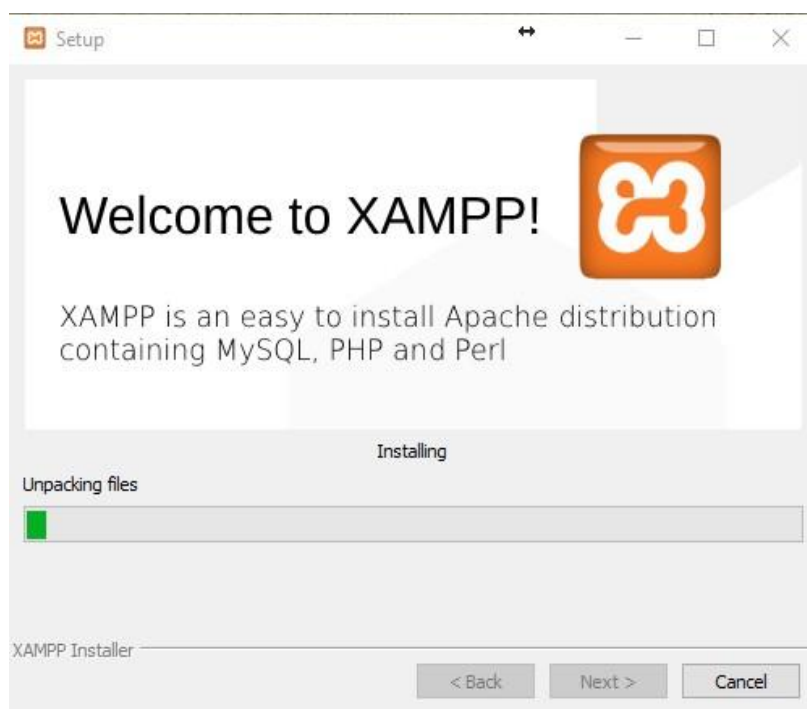 Setup
Welcome to XAMPP!
XAMPP is an easy to install Apache distribution
containing MySQL, PHP and Perl
Installing
Unpacking files
XAMPP Installer
< Back
Next >
Cancel